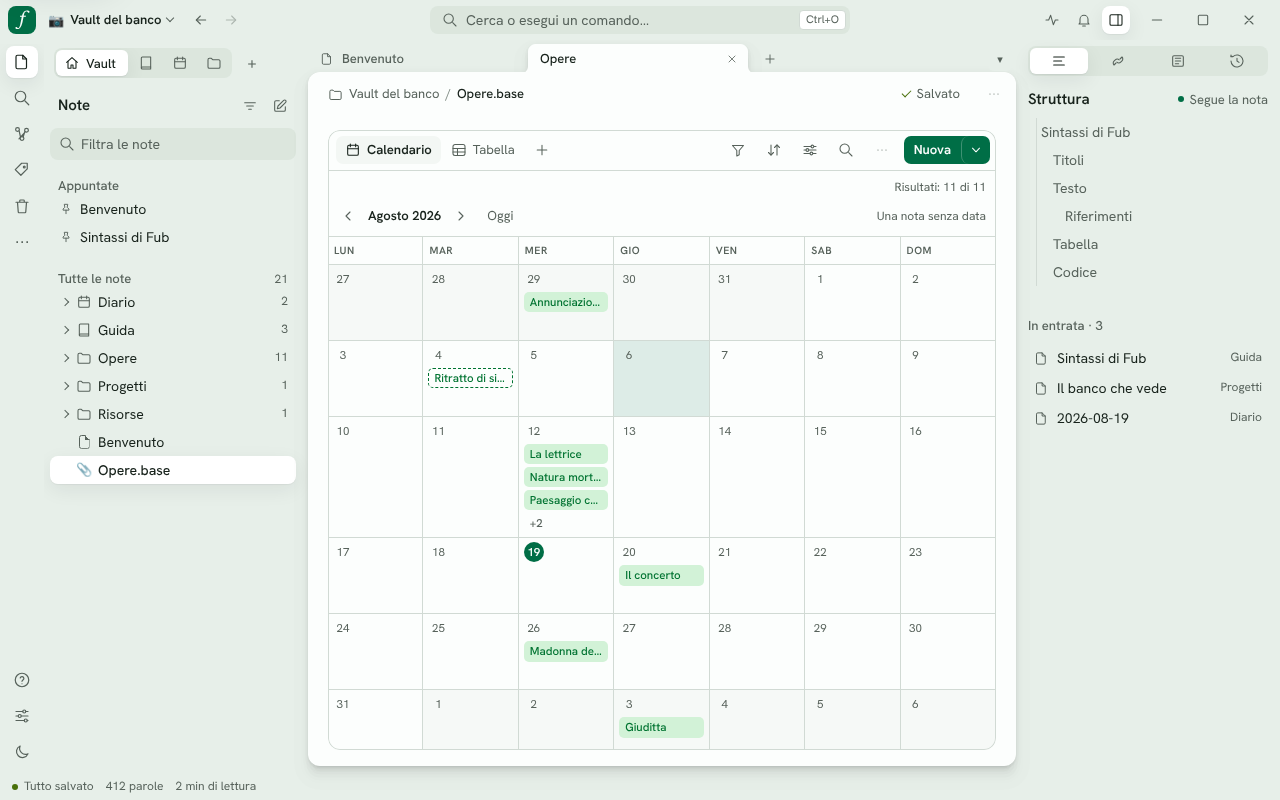 f Vault del banco
Cerca o esegui un comando… Ctrl+O
Vault
Note
Filtra le note
Appuntate
Benvenuto
Sintassi di Fub
Tutte le note 21
Diario 2
Guida 3
Opere 11
Progetti 1
Risorse 1
Benvenuto
Opere.base
Tutto salvato 412 parole 2 min di lettura
Benvenuto
Opere
Vault del banco / Opere.base
Salvato
Calendario Tabella
Nuova
Risultati: 11 di 11
Agosto 2026 Oggi
Una nota senza data
LUN MAR MER GIO VEN SAB DOM
27 28 29 30 31 1 2
Annunciazio…
3 4 5 6 7 8 9
Ritratto di si…
10 11 12 13 14 15 16
La lettrice
Natura mort…
Paesaggio c…
+2
17 18 19 20 21 22 23
Il concerto
24 25 26 27 28 29 30
Madonna de…
31 1 2 3 4 5 6
Giuditta
Struttura
Segue la nota
Sintassi di Fub
Titoli
Testo
Riferimenti
Tabella
Codice
In entrata · 3
Sintassi di Fub Guida
Il banco che vede Progetti
2026-08-19 Diario